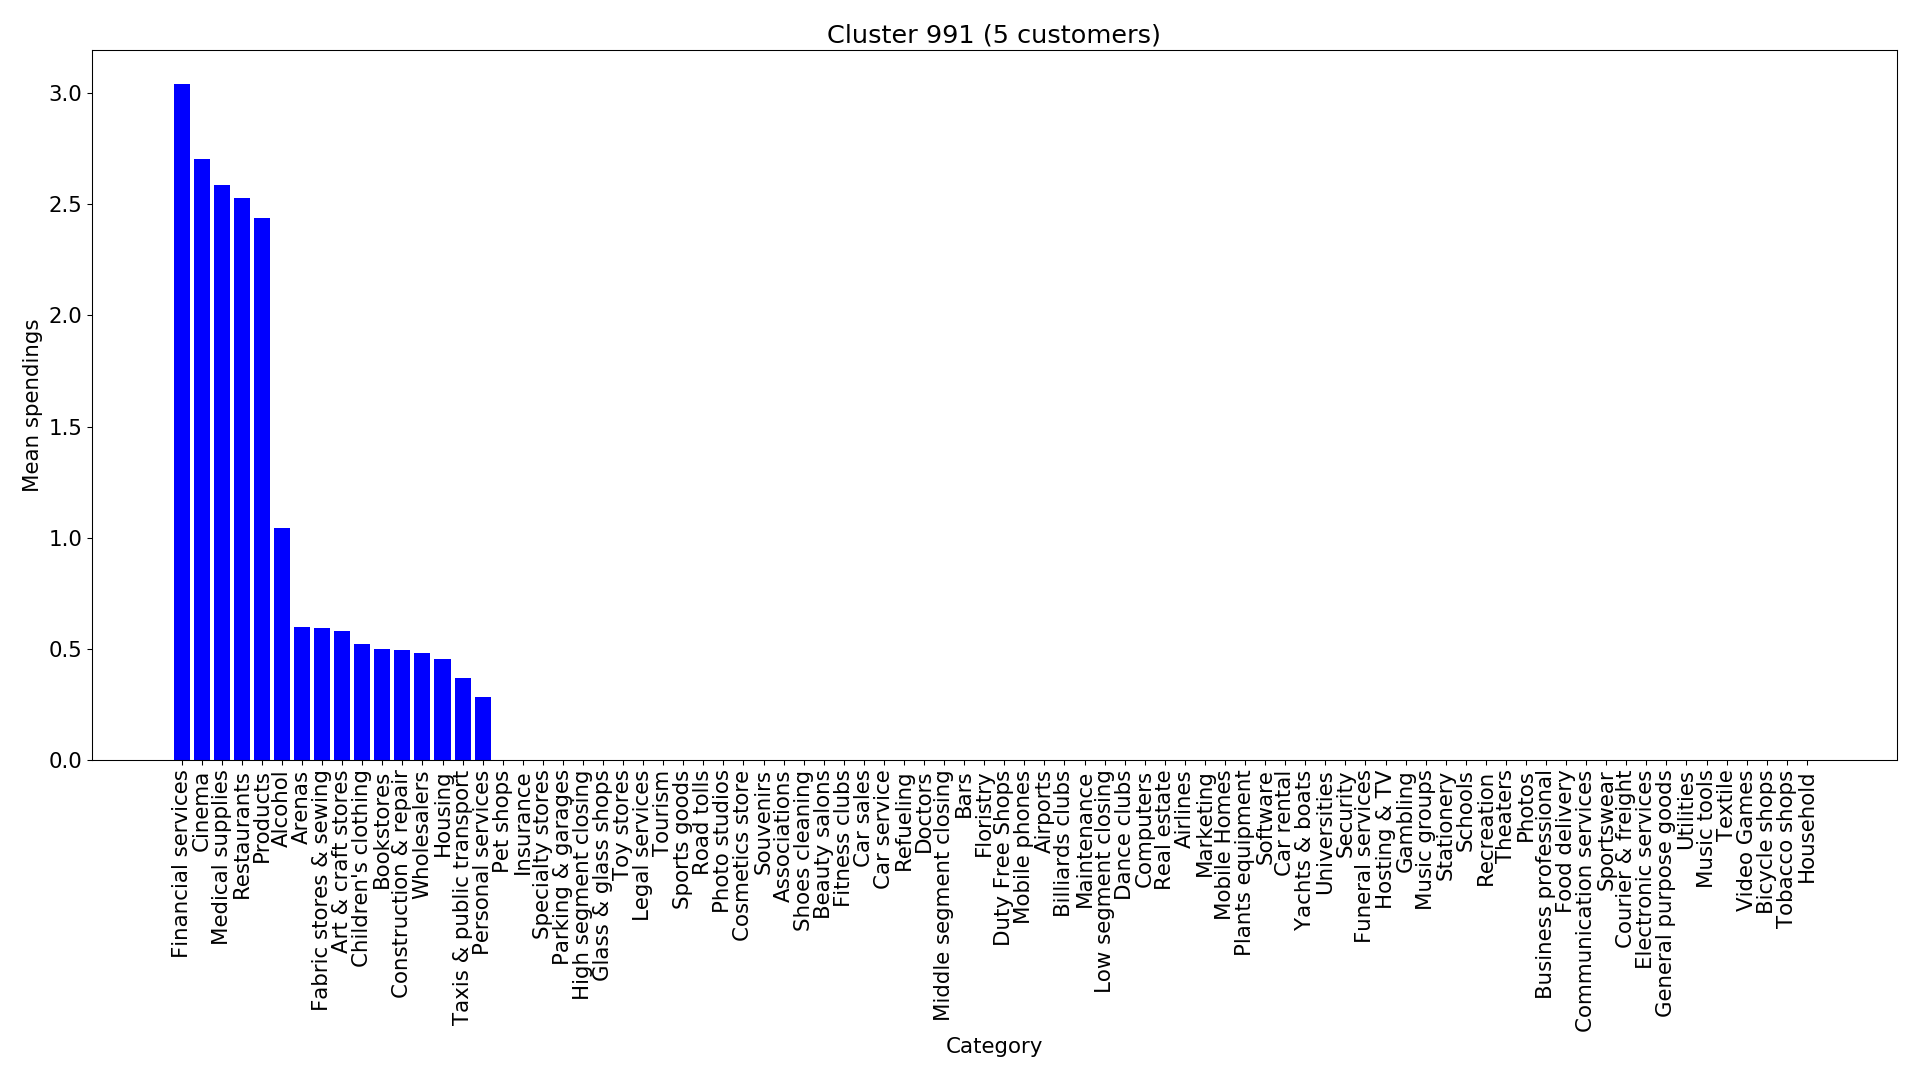 Cluster 991 (5 customers)
Mean spendings
3.0
2.5
2.0
1.5
1.0
0.5
0.0
Financial services
Cinema
Medical supplies
Restaurants
Products
Alcohol
Arenas
Fabric stores & sewing
Art & craft stores
Children's clothing
Bookstores
Construction & repair
Wholesalers
Housing
Taxis & public transport
Personal services
Pet shops
Insurance
Specialty stores
Parking & garages
High segment closing
Glass & glass shops
Toy stores
Legal services
Tourism
Sports goods
Road tolls
Photo studios
Cosmetics store
Souvenirs
Associations
Shoes cleaning
Beauty salons
Fitness clubs
Car sales
Car service
Refueling
Doctors
Middle segment closing
Bars
Floristry
Duty Free Shops
Mobile phones
Airports
Billiards clubs
Maintenance
Low segment closing
Dance clubs
Computers
Real estate
Airlines
Marketing
Mobile Homes
Plants equipment
Software
Car rental
Yachts & boats
Universities
Security
Funeral services
Hosting & TV
Gambling
Music groups
Stationery
Schools
Recreation
Theaters
Photos
Business professional
Food delivery
Communication services
Sportswear
Courier & freight
Electronic services
General purpose goods
Utilities
Music tools
Textile
Video Games
Bicycle shops
Tobacco shops
Household
Category